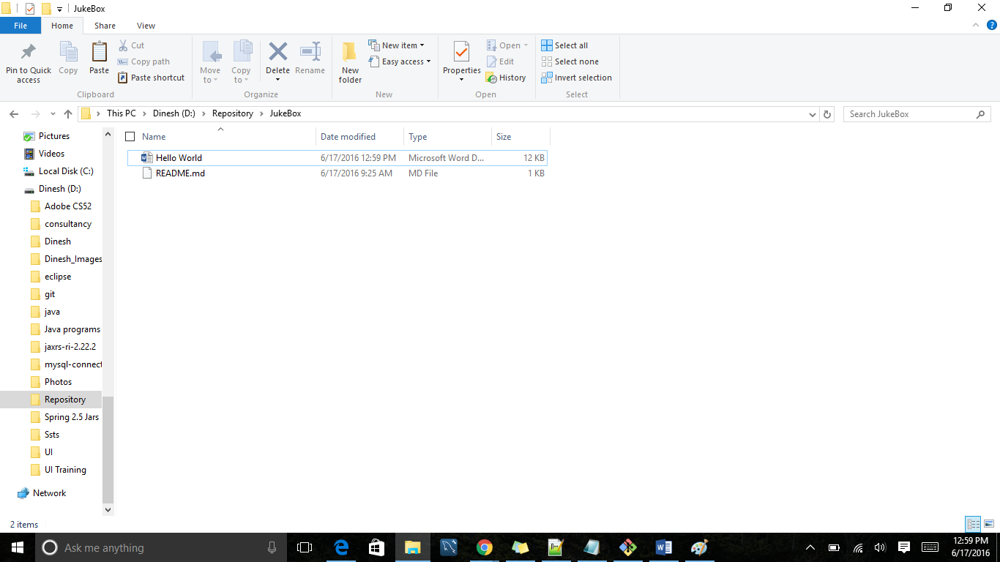 JukeBox
File Home Share View
Pin to Quick access
Copy
Paste
Cut
Copy path
Paste shortcut
Clipboard
Move to
Copy to
Delete
Rename
Organize
New folder
New item
Easy access
New
Properties
Open
Edit
History
Open
Select all
Select none
Invert selection
Select
This PC > Dinesh (D:) > Repository > JukeBox
Search JukeBox
Pictures
Videos
Local Disk (C:)
Dinesh (D:)
Adobe CS52
consultancy
Dinesh
Dinesh_Images
eclipse
git
java
Java programs
jaxrs-ri-2.22.2
mysql-connect
Photos
Repository
Spring 2.5 Jars
Ssts
UI
UI Training
Network
Name Date modified Type Size
Hello World 6/17/2016 12:59 PM Microsoft Word D... 12 KB
README.md 6/17/2016 9:25 AM MD File 1 KB
2 items
Ask me anything
12:59 PM
6/17/2016